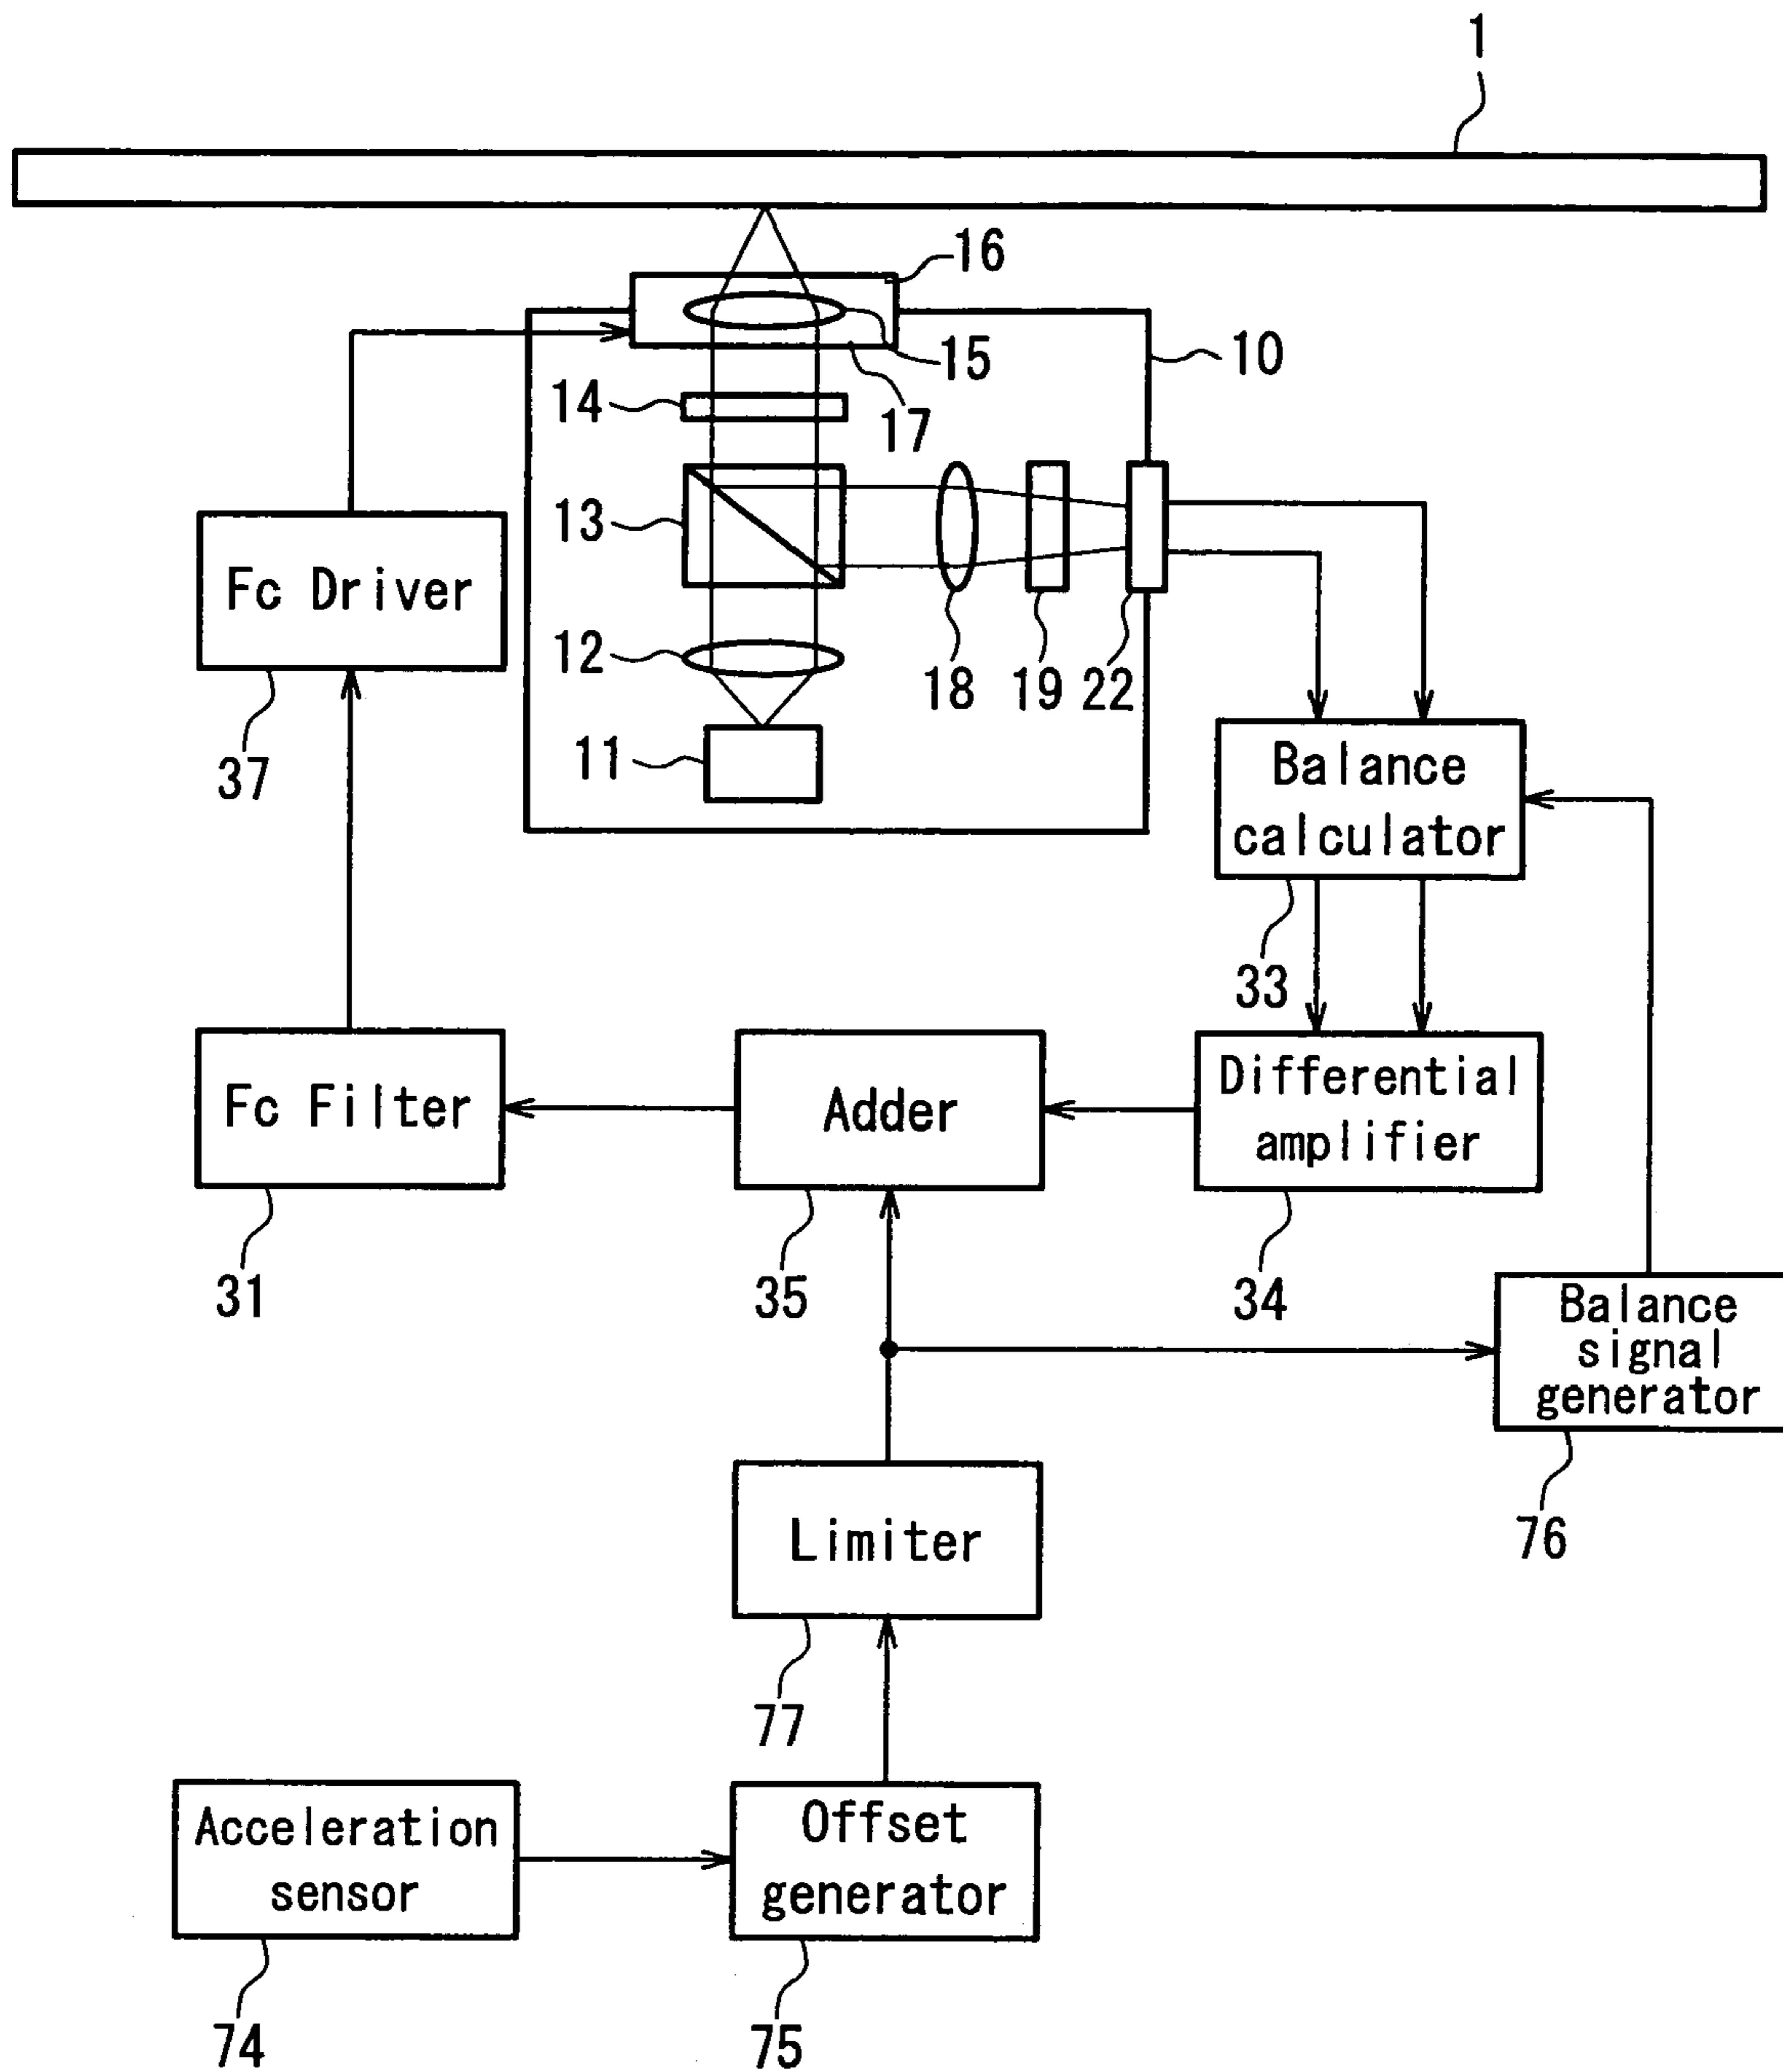 1
16
15
10
14
17
13
Fc Driver
12
18
19
22
37
11
Balance
calculator
33
Fc Filter
Adder
Differential
amplifier
31
35
34
Balance
signal
generator
Limiter
76
77
Acceleration
sensor
Offset
generator
74
75